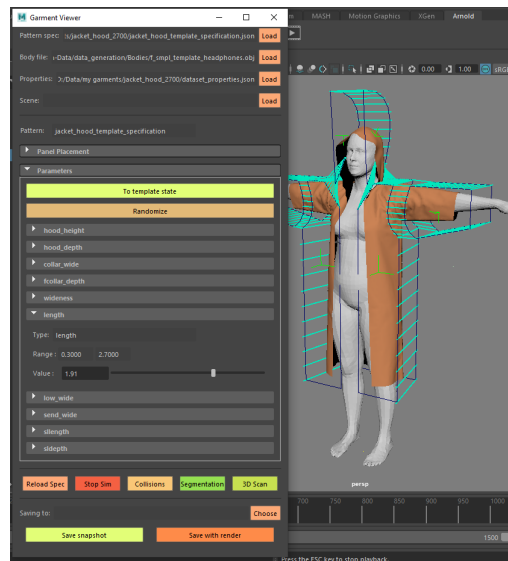 Garment Viewer
m MASH Motion Graphics XGen Arnold
Pattern spec: :s/jacket_hood_2700/jacket_hood_template_specification.json Load
Body file: -Data/data_generation/Bodies/f_smpl_template_headphones.obj Load
Properties: :/Data/my garments/jacket_hood_2700/dataset_properties.json Load
Scene: Load
0.00 1.00 sRG
Pattern: jacket_hood_template_specification
Panel Placement
Parameters
To template state
Randomize
hood_height
hood_depth
collar_wide
fcollar_depth
wideness
length
Type: length
Range : 0.3000 2.7000
Value : 1.91
low_wide
send_wide
sllength
sldepth
persp
Reload Spec Stop Sim Collisions Segmentation 3D Scan
700 750 800 850 900 950 1000
Saving to: Choose
Save snapshot Save with render
1500
Press the ESC key to stop playback